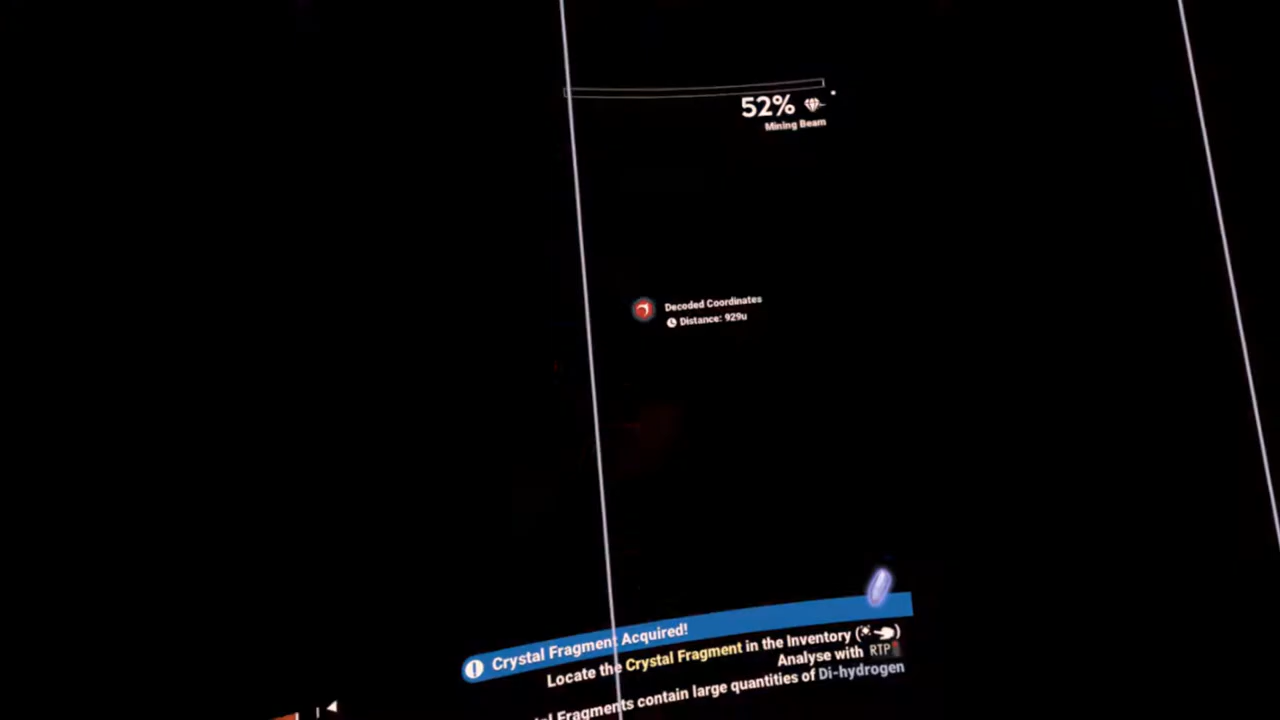 52%
Mining Beam
Decoded Coordinates
Distance: 929u
Crystal Fragment Acquired!
Locate the Crystal Fragment in the Inventory ( )
Analyse with RTP
Fragments contain large quantities of Di-hydrogen